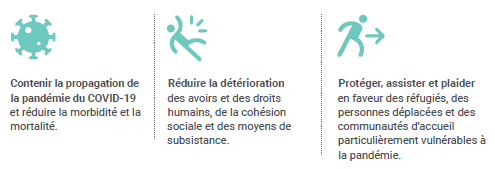 Contenir la propagation de
la pandémie du COVID-19
et réduire la morbidité et la
mortalité.
Réduire la détérioration
des avoirs et des droits
humains, de la cohésion
sociale et des moyens de
subsistance.
Protéger, assister et plaider
en faveur des réfugiés, des
personnes déplacées et des
communautés d'accueil
particulièrement vulnérables à
la pandémie.